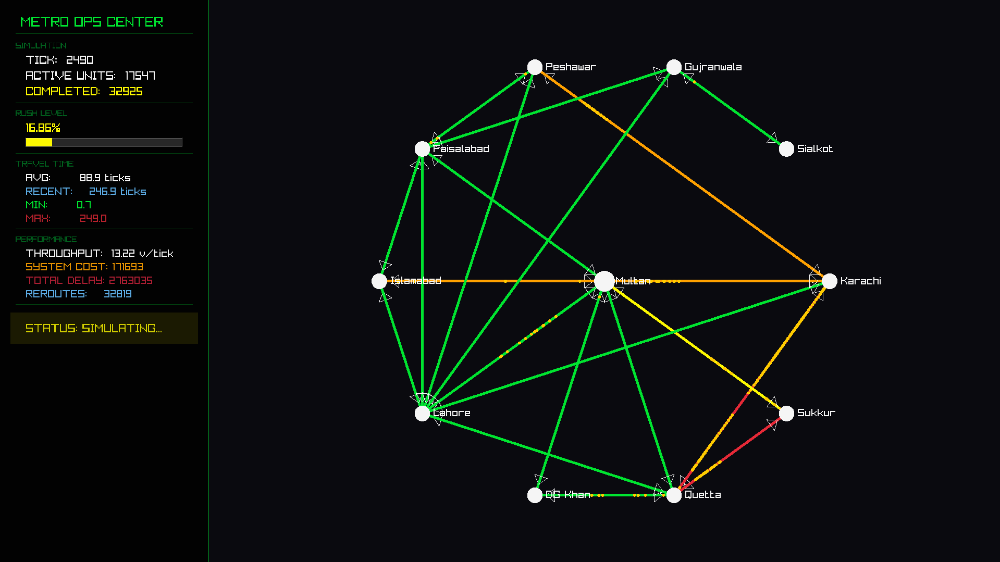 METRO OPS CENTER
SIMULATION
TICK: 2490
ACTIVE UNITS: 17547
COMPLETED: 32925
RUSH LEVEL
16.86%
TRAVEL TIME
AVG: 88.9 ticks
RECENT: 246.9 ticks
MIN: 0.7
MAX: 249.0
PERFORMANCE
THROUGHPUT: 13.22 v/tick
SYSTEM COST: 171693
TOTAL DELAY: 2763035
REROUTES: 32819
STATUS: SIMULATING...
Peshawar
Gujranwala
Faisalabad
Sialkot
Islamabad
Multan
Karachi
Lahore
Sukkur
DG Khan
Quetta